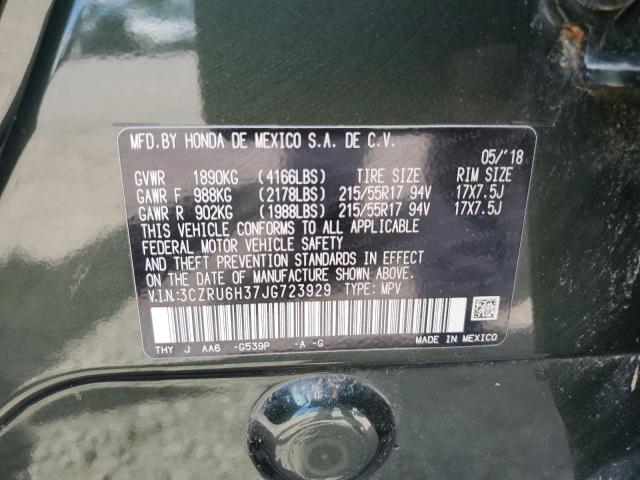 MFD.BY HONDA DE MEXICO S.A. DE C.V.
05/'18
GVWR 1890KG (4166LBS) TIRE SIZE RIM SIZE
GAWR F 988KG (2178LBS) 215/55R17 94V 17X7.5J
GAWR R 902KG (1988LBS) 215/55R17 94V 17X7.5J
THIS VEHICLE CONFORMS TO ALL APPLICABLE
FEDERAL MOTOR VEHICLE SAFETY
AND THEFT PREVENTION STANDARDS IN EFFECT
ON THE DATE OF MANUFACTURE SHOWN ABOVE.
V.I.N:3CZRU6H37JG723929 TYPE: MPV
THY J AA6 -G539P -A -G
MADE IN MEXICO